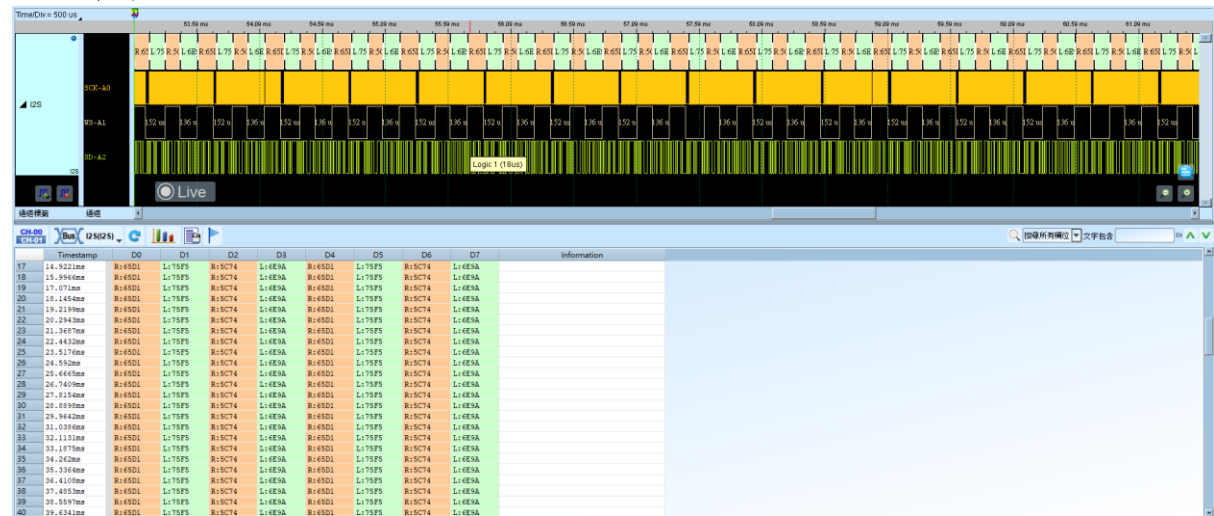 Time/Div = 500 us
53.59 ms 54.09 ms 54.59 ms 55.09 ms 55.59 ms 56.09 ms 56.59 ms 57.09 ms 57.59 ms 58.09 ms 58.59 ms 59.09 ms 59.59 ms 60.09 ms 60.59 ms 61.09 ms
SCK-A0
I2S
WS-A1
152 us 136 u 152 u 136 u 152 us 136 u 152 us 136 u 152 u 136 u 152 u 136 u 152 u 136 u
SD-A2
Logic 1 (16us)
I2S
Live
通道標籤 通道
CH-00
CH-01
Bus I2S(I2S)
搜尋所有欄位 文字包含
Timestamp D0 D1 D2 D3 D4 D5 D6 D7 Information
17 14.9221ms R:65D1 L:75F5 R:5C74 L:6E9A R:65D1 L:75F5 R:5C74 L:6E9A
18 15.9966ms R:65D1 L:75F5 R:5C74 L:6E9A R:65D1 L:75F5 R:5C74 L:6E9A
19 17.071ms R:65D1 L:75F5 R:5C74 L:6E9A R:65D1 L:75F5 R:5C74 L:6E9A
20 18.1454ms R:65D1 L:75F5 R:5C74 L:6E9A R:65D1 L:75F5 R:5C74 L:6E9A
21 19.2199ms R:65D1 L:75F5 R:5C74 L:6E9A R:65D1 L:75F5 R:5C74 L:6E9A
22 20.2943ms R:65D1 L:75F5 R:5C74 L:6E9A R:65D1 L:75F5 R:5C74 L:6E9A
23 21.3687ms R:65D1 L:75F5 R:5C74 L:6E9A R:65D1 L:75F5 R:5C74 L:6E9A
24 22.4432ms R:65D1 L:75F5 R:5C74 L:6E9A R:65D1 L:75F5 R:5C74 L:6E9A
25 23.5176ms R:65D1 L:75F5 R:5C74 L:6E9A R:65D1 L:75F5 R:5C74 L:6E9A
26 24.592ms R:65D1 L:75F5 R:5C74 L:6E9A R:65D1 L:75F5 R:5C74 L:6E9A
27 25.6665ms R:65D1 L:75F5 R:5C74 L:6E9A R:65D1 L:75F5 R:5C74 L:6E9A
28 26.7409ms R:65D1 L:75F5 R:5C74 L:6E9A R:65D1 L:75F5 R:5C74 L:6E9A
29 27.8154ms R:65D1 L:75F5 R:5C74 L:6E9A R:65D1 L:75F5 R:5C74 L:6E9A
30 28.8898ms R:65D1 L:75F5 R:5C74 L:6E9A R:65D1 L:75F5 R:5C74 L:6E9A
31 29.9642ms R:65D1 L:75F5 R:5C74 L:6E9A R:65D1 L:75F5 R:5C74 L:6E9A
32 31.0386ms R:65D1 L:75F5 R:5C74 L:6E9A R:65D1 L:75F5 R:5C74 L:6E9A
33 32.1131ms R:65D1 L:75F5 R:5C74 L:6E9A R:65D1 L:75F5 R:5C74 L:6E9A
34 33.1875ms R:65D1 L:75F5 R:5C74 L:6E9A R:65D1 L:75F5 R:5C74 L:6E9A
35 34.262ms R:65D1 L:75F5 R:5C74 L:6E9A R:65D1 L:75F5 R:5C74 L:6E9A
36 35.3364ms R:65D1 L:75F5 R:5C74 L:6E9A R:65D1 L:75F5 R:5C74 L:6E9A
37 36.4108ms R:65D1 L:75F5 R:5C74 L:6E9A R:65D1 L:75F5 R:5C74 L:6E9A
38 37.4853ms R:65D1 L:75F5 R:5C74 L:6E9A R:65D1 L:75F5 R:5C74 L:6E9A
39 38.5597ms R:65D1 L:75F5 R:5C74 L:6E9A R:65D1 L:75F5 R:5C74 L:6E9A
40 39.6341ms R:65D1 L:75F5 R:5C74 L:6E9A R:65D1 L:75F5 R:5C74 L:6E9A